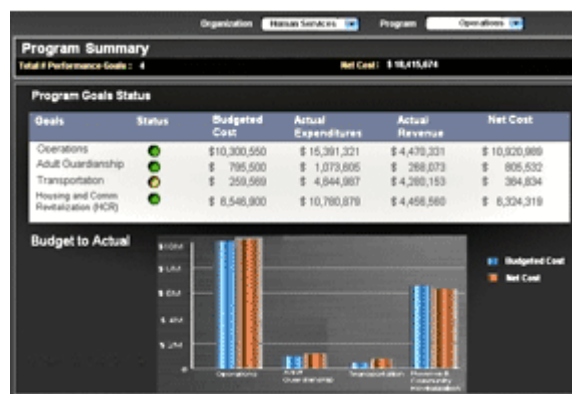 Organization Human Services Program Operations
Program Summary
Total # Performance Goals : 4 Net Cost: $ 18,415,674
Program Goals Status
Goals Status Budgeted Cost Actual Expenditures Actual Revenue Net Cost
Operations $10,300,550 $ 15,391,321 $ 4,470,331 $ 10,920,989
Adult Guardianship $ 795,500 $ 1,073,605 $ 268,073 $ 805,532
Transportation $ 259,569 $ 4,644,987 $ 4,280,153 $ 364,834
Housing and Comm Revitalization (HCR) $ 6,546,900 $ 10,780,879 $ 4,456,560 $ 6,324,319
Budget to Actual
$10M
$ 8M
$ 6M
$ 4M
$ 2M
Budgeted Cost
Net Cost
Operations Adult Guardianship Transportation Community Revitalization